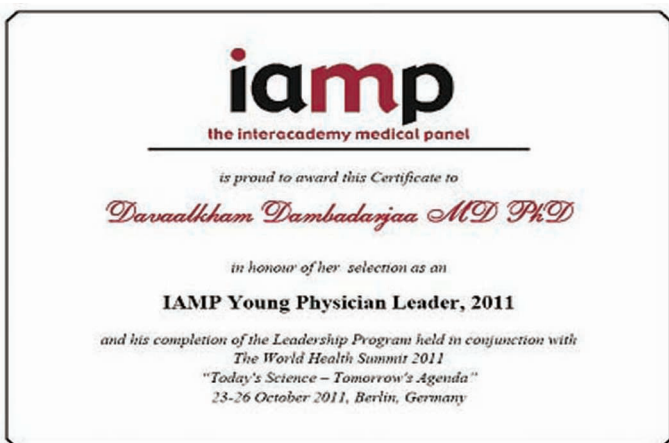 iamp
the interacademy medical panel
is proud to award this Certificate to
Davaalkham Dambadarjaa MD PhD
in honour of her selection as an
IAMP Young Physician Leader, 2011
and his completion of the Leadership Program held in conjunction with
The World Health Summit 2011
"Today's Science – Tomorrow's Agenda"
23-26 October 2011, Berlin, Germany